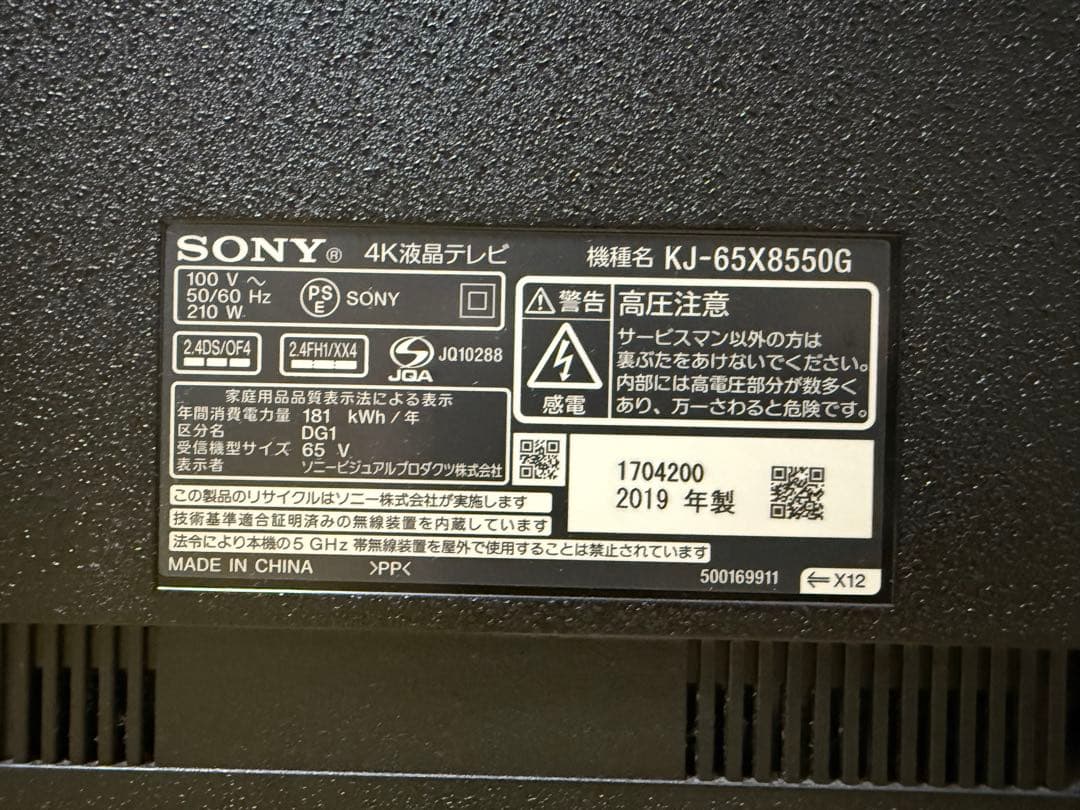 SONY® 4K液晶テレビ 機種名 KJ-65X8550G
100 V ~
50/60 Hz
210 W
PSE SONY
2.4DS/OF4
2.4FH1/XX4
JQA JQ10288
家庭用品品質表示法による表示
年間消費電力量 181 kWh/年
区分名 DG1
受信機型サイズ 65 V
表示者 ソニービジュアルプロダクツ株式会社
警告 高圧注意
感電
サービスマン以外の方は
裏ぶたをあけないでください。
内部には高電圧部分が数多く
あり、万一さわると危険です。
1704200
2019 年製
この製品のリサイクルはソニー株式会社が実施します
技術基準適合証明済みの無線装置を内蔵しています
法令により本機の5 GHz 帯無線装置を屋外で使用することは禁止されています
MADE IN CHINA >PP<
500169911
⇐X12